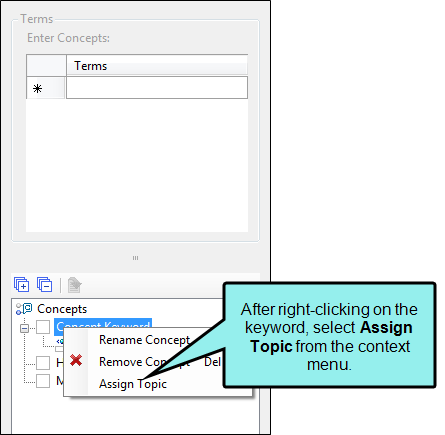 Terms
Enter Concepts:
Terms
Concepts
Concept Keyword
Rename Concept
Remove Concept Del
Assign Topic
H
M
After right-clicking on the
keyword, select Assign
Topic from the context
menu.